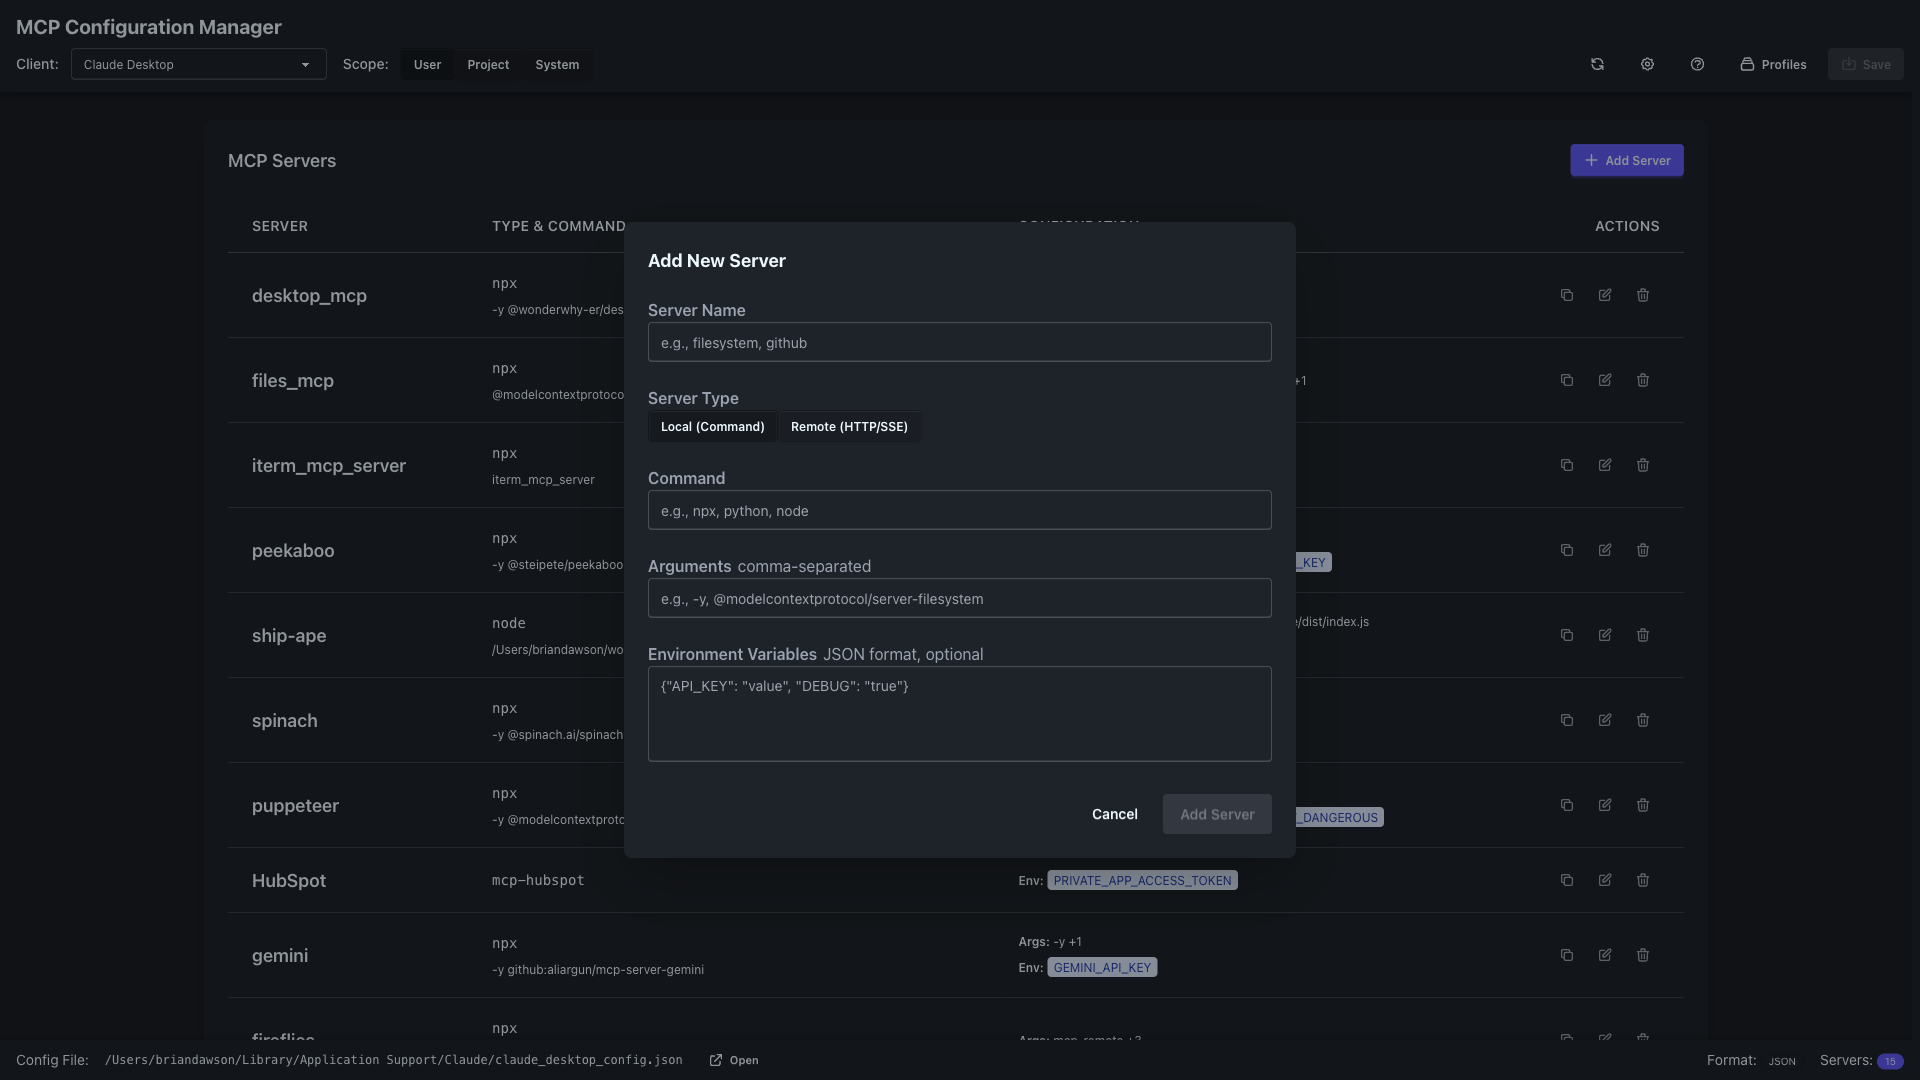 MCP Configuration Manager
Client: Claude Desktop Scope: User Project System Profiles Save
MCP Servers Add Server
SERVER TYPE & COMMAND ACTIONS
Add New Server
Server Name
e.g., filesystem, github
Server Type
Local (Command) Remote (HTTP/SSE)
Command
e.g., npx, python, node
Arguments comma-separated
e.g., -y, @modelcontextprotocol/server-filesystem
Environment Variables JSON format, optional
{"API_KEY": "value", "DEBUG": "true"}
Cancel Add Server
desktop_mcp npx
-y @wonderwhy-er/des
files_mcp npx
@modelcontextprotoco +1
iterm_mcp_server npx
iterm_mcp_server
peekaboo npx
-y @steipete/peekaboo _KEY
ship-ape node
/Users/briandawson/wo e/dist/index.js
spinach npx
-y @spinach.ai/spinach
puppeteer npx
-y @modelcontextproto _DANGEROUS
HubSpot mcp-hubspot Env: PRIVATE_APP_ACCESS_TOKEN
gemini npx Args: -y +1
-y github:aliargun/mcp-server-gemini Env: GEMINI_API_KEY
npx
Config File: /Users/briandawson/Library/Application Support/Claude/claude_desktop_config.json Open Format: JSON Servers: 15